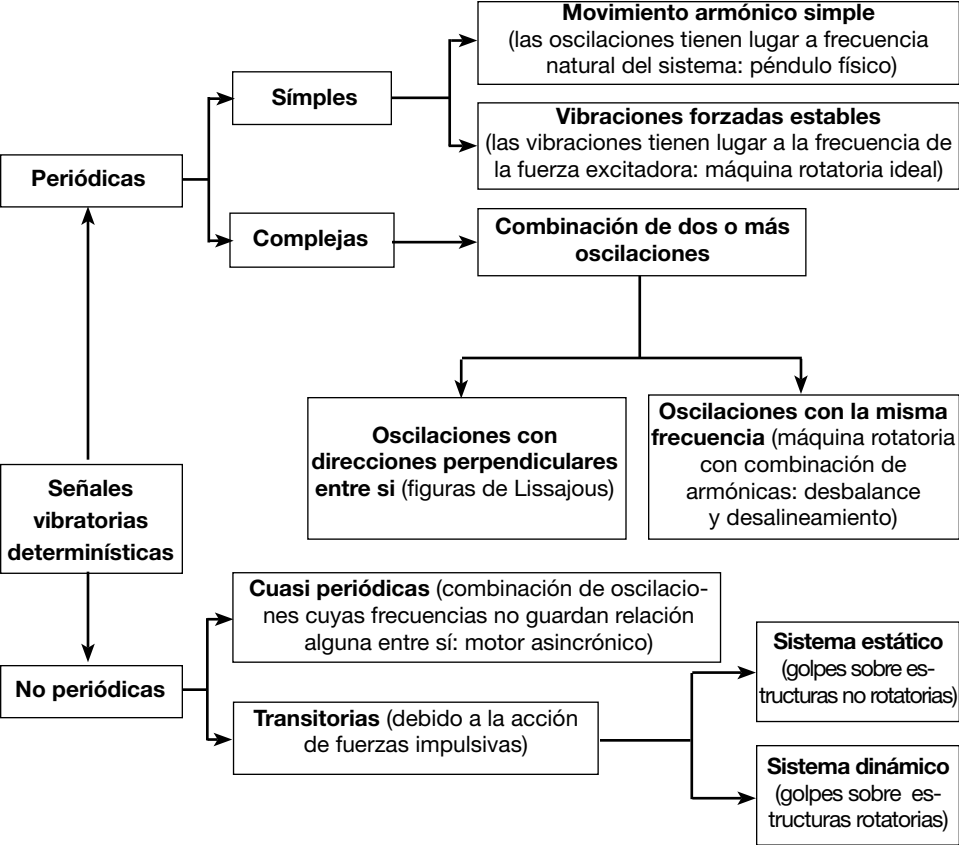 Movimiento armónico simple
(las oscilaciones tienen lugar a frecuencia
natural del sistema: péndulo físico)
Símples
Vibraciones forzadas estables
(las vibraciones tienen lugar a la frecuencia de
la fuerza excitadora: máquina rotatoria ideal)
Periódicas
Complejas
Combinación de dos o más
oscilaciones
Oscilaciones con
direcciones perpendiculares
entre si (figuras de Lissajous)
Oscilaciones con la misma
frecuencia (máquina rotatoria
con combinación de
armónicas: desbalance
y desalineamiento)
Señales
vibratorias
determinísticas
Cuasi periódicas (combinación de oscilacio-
nes cuyas frecuencias no guardan relación
alguna entre sí: motor asincrónico)
No periódicas
Transitorias (debido a la acción
de fuerzas impulsivas)
Sistema estático
(golpes sobre es-
tructuras no rotatorias)
Sistema dinámico
(golpes sobre es-
tructuras rotatorias)